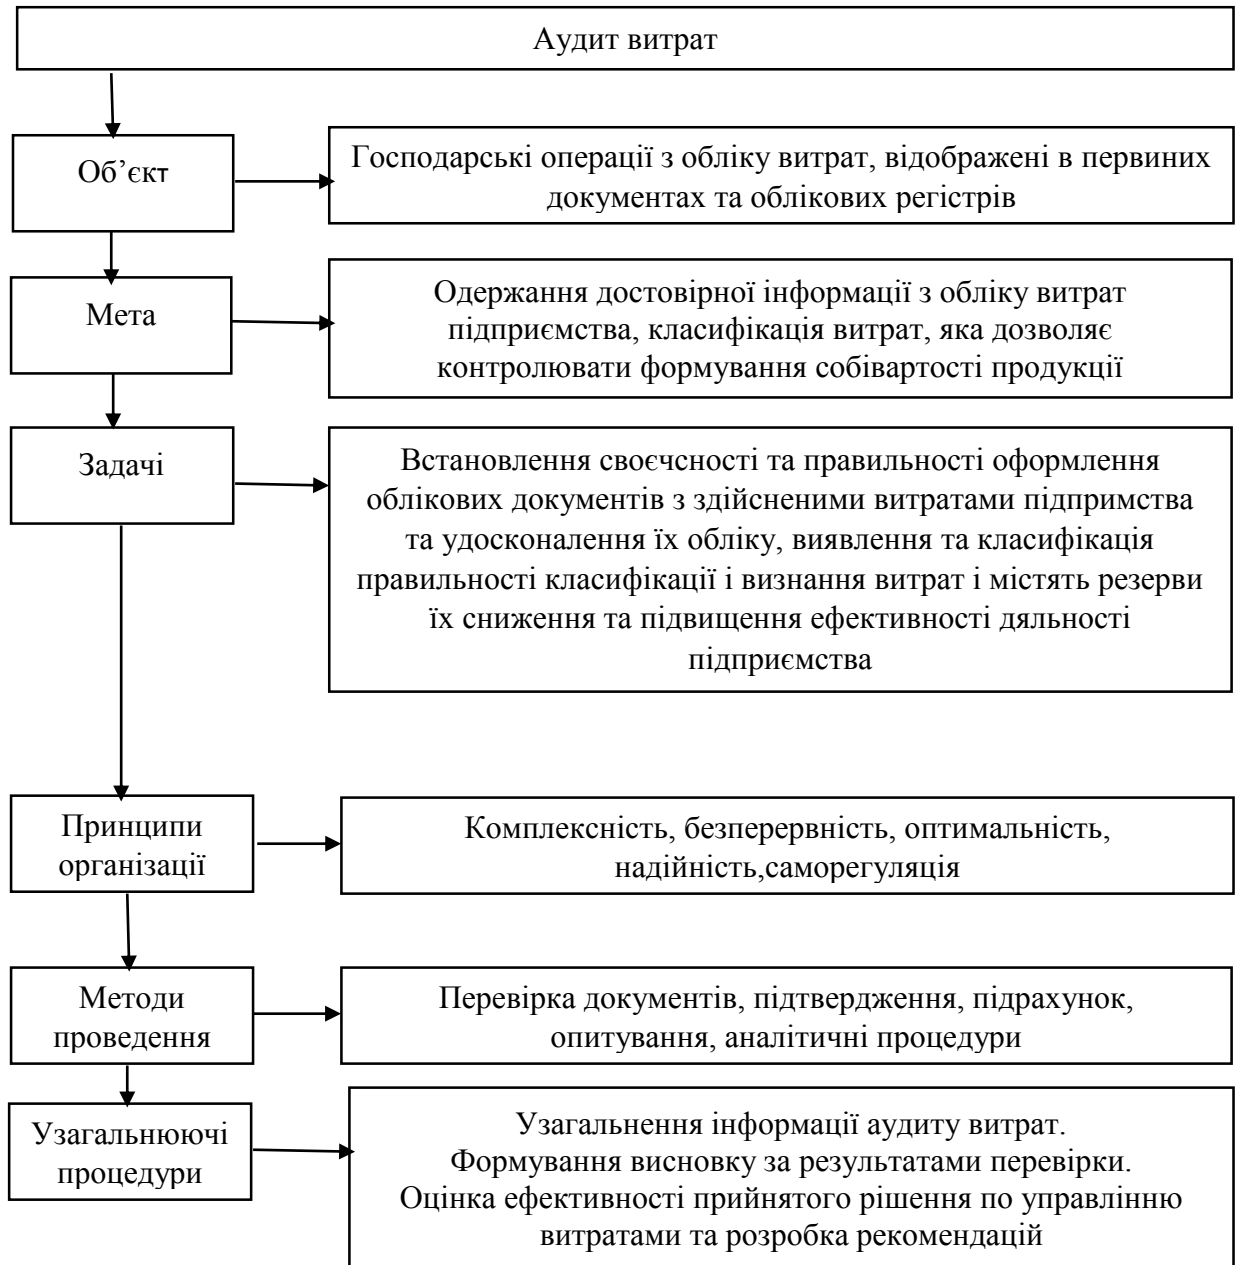 Аудит витрат
Об’єкт
Господарські операції з обліку витрат, відображені в первиних
документах та облікових регістрів
Мета
Одержання достовірної інформації з обліку витрат
підприємства, класифікація витрат, яка дозволяє
контролювати формування собівартості продукції
Задачі
Встановлення своєчсності та правильності оформлення
облікових документів з здійсненими витратами підпримства
та удосконалення їх обліку, виявлення та класифікація
правильності класифікації і визнання витрат і містять резерви
їх сниження та підвищення ефективності дяльності
підприємства
Принципи
організації
Комплексність, безперервність, оптимальність,
надійність,саморегуляція
Методи
проведення
Перевірка документів, підтвердження, підрахунок,
опитування, аналітичні процедури
Узагальнюючі
процедури
Узагальнення інформації аудиту витрат.
Формування висновку за результатами перевірки.
Оцінка ефективності прийнятого рішення по управлінню
витратами та розробка рекомендацій